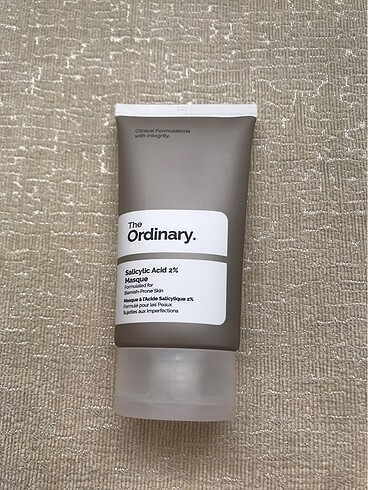 Clinical Formulations
with Integrity.
The
Ordinary.
Salicylic Acid 2%
Masque
Formulated for
Blemish-Prone Skin
Masque à l'Acide Salicylique 2%
Formulé pour les Peaux
Sujettes aux Imperfections